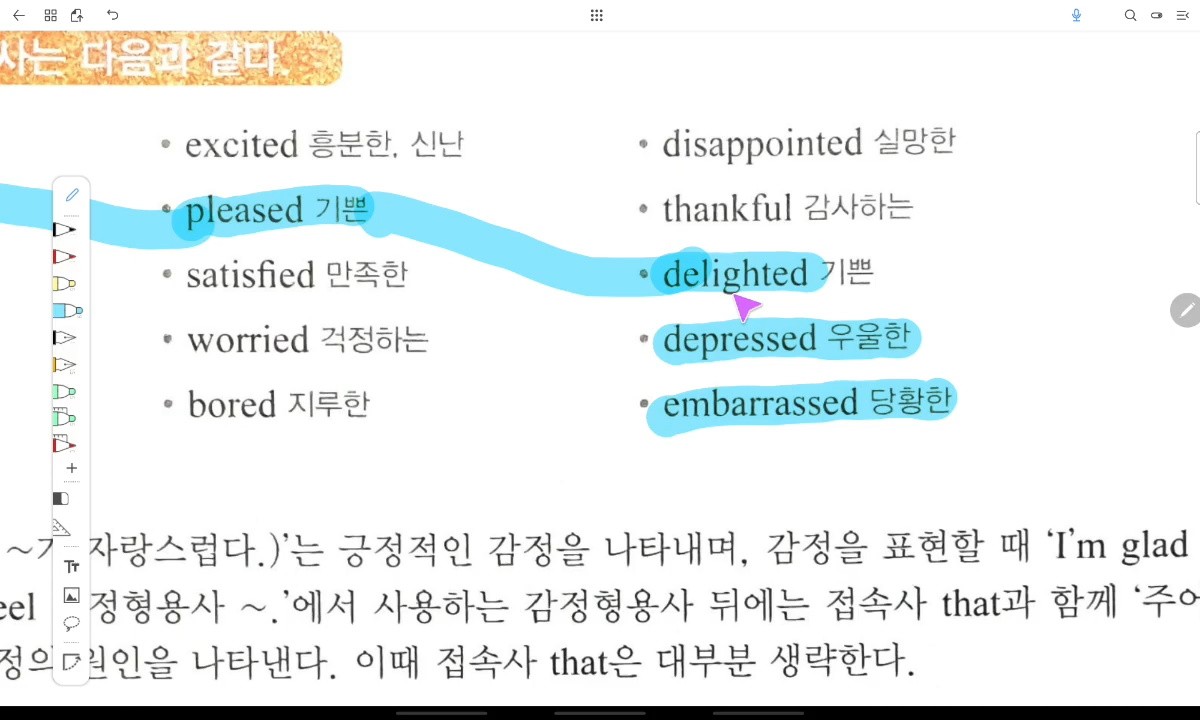 사는 다음과 같다.
• excited 흥분한, 신난
• pleased 기쁜
• satisfied 만족한
• worried 걱정하는
• bored 지루한
• disappointed 실망한
• thankful 감사하는
• delighted 기쁜
• depressed 우울한
• embarrassed 당황한
자랑스럽다.)’는 긍정적인 감정을 나타내며, 감정을 표현할 때 ‘I’m glad
정형용사 ~.’에서 사용하는 감정형용사 뒤에는 접속사 that과 함께 ‘주어
원인을 나타낸다. 이때 접속사 that은 대부분 생략한다.